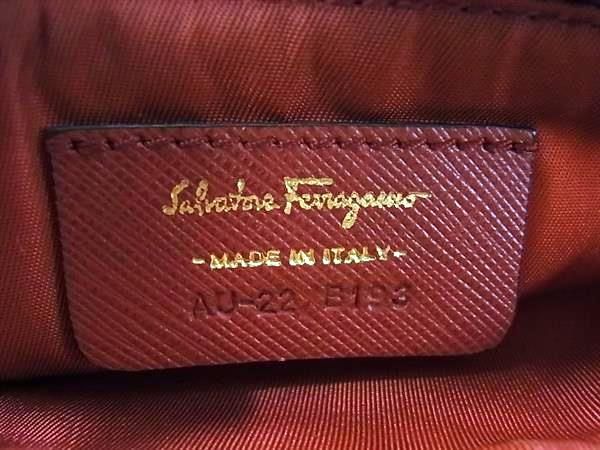 Salvatore Ferragamo
-MADE IN ITALY-
AU-22 B193